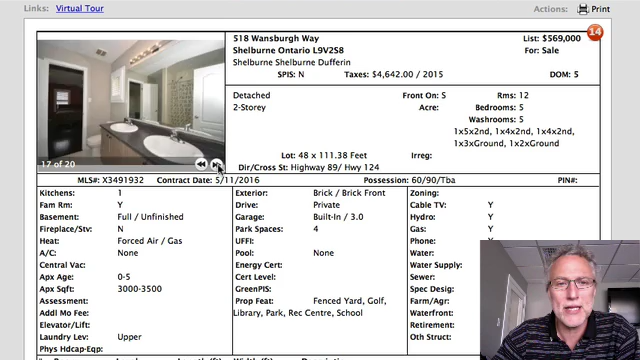 Links: Virtual Tour
Actions: Print
14
518 Wansburgh Way
List: $569,000
Shelburne Ontario L9V2S8
For: Sale
Shelburne Shelburne Dufferin
SPIS: N
Taxes: $4,642.00 / 2015
DOM: 5
Detached
Front On: S
Rms: 12
2-Storey
Acre:
Bedrooms: 5
Washrooms: 5
1x5x2nd, 1x4x2nd, 1x4x2nd,
1x3xGround, 1x2xGround
Lot: 48 x 111.38 Feet
Irreg:
Dir/Cross St: Highway 89/ Hwy 124
17 of 20
MLS#: X3491932
Contract Date: 5/11/2016
Possession: 60/90/Tba
PIN#:
Kitchens: 1
Fam Rm: Y
Basement: Full / Unfinished
Fireplace/Stv: N
Heat: Forced Air / Gas
A/C: None
Central Vac:
Apx Age: 0-5
Apx Sqft: 3000-3500
Assessment:
Addl Mo Fee:
Elevator/Lift:
Laundry Lev: Upper
Phys Hdcap-Eqp:
Exterior: Brick / Brick Front
Drive: Private
Garage: Built-In / 3.0
Park Spaces: 4
UFFI:
Pool: None
Energy Cert:
Cert Level:
GreenPIS:
Prop Feat: Fenced Yard, Golf,
Library, Park, Rec Centre, School
Zoning:
Cable TV: Y
Hydro: Y
Gas: Y
Phone:
Water:
Water Supply:
Sewer:
Spec Desig:
Farm/Agr:
Waterfront:
Retirement:
Oth Struct: